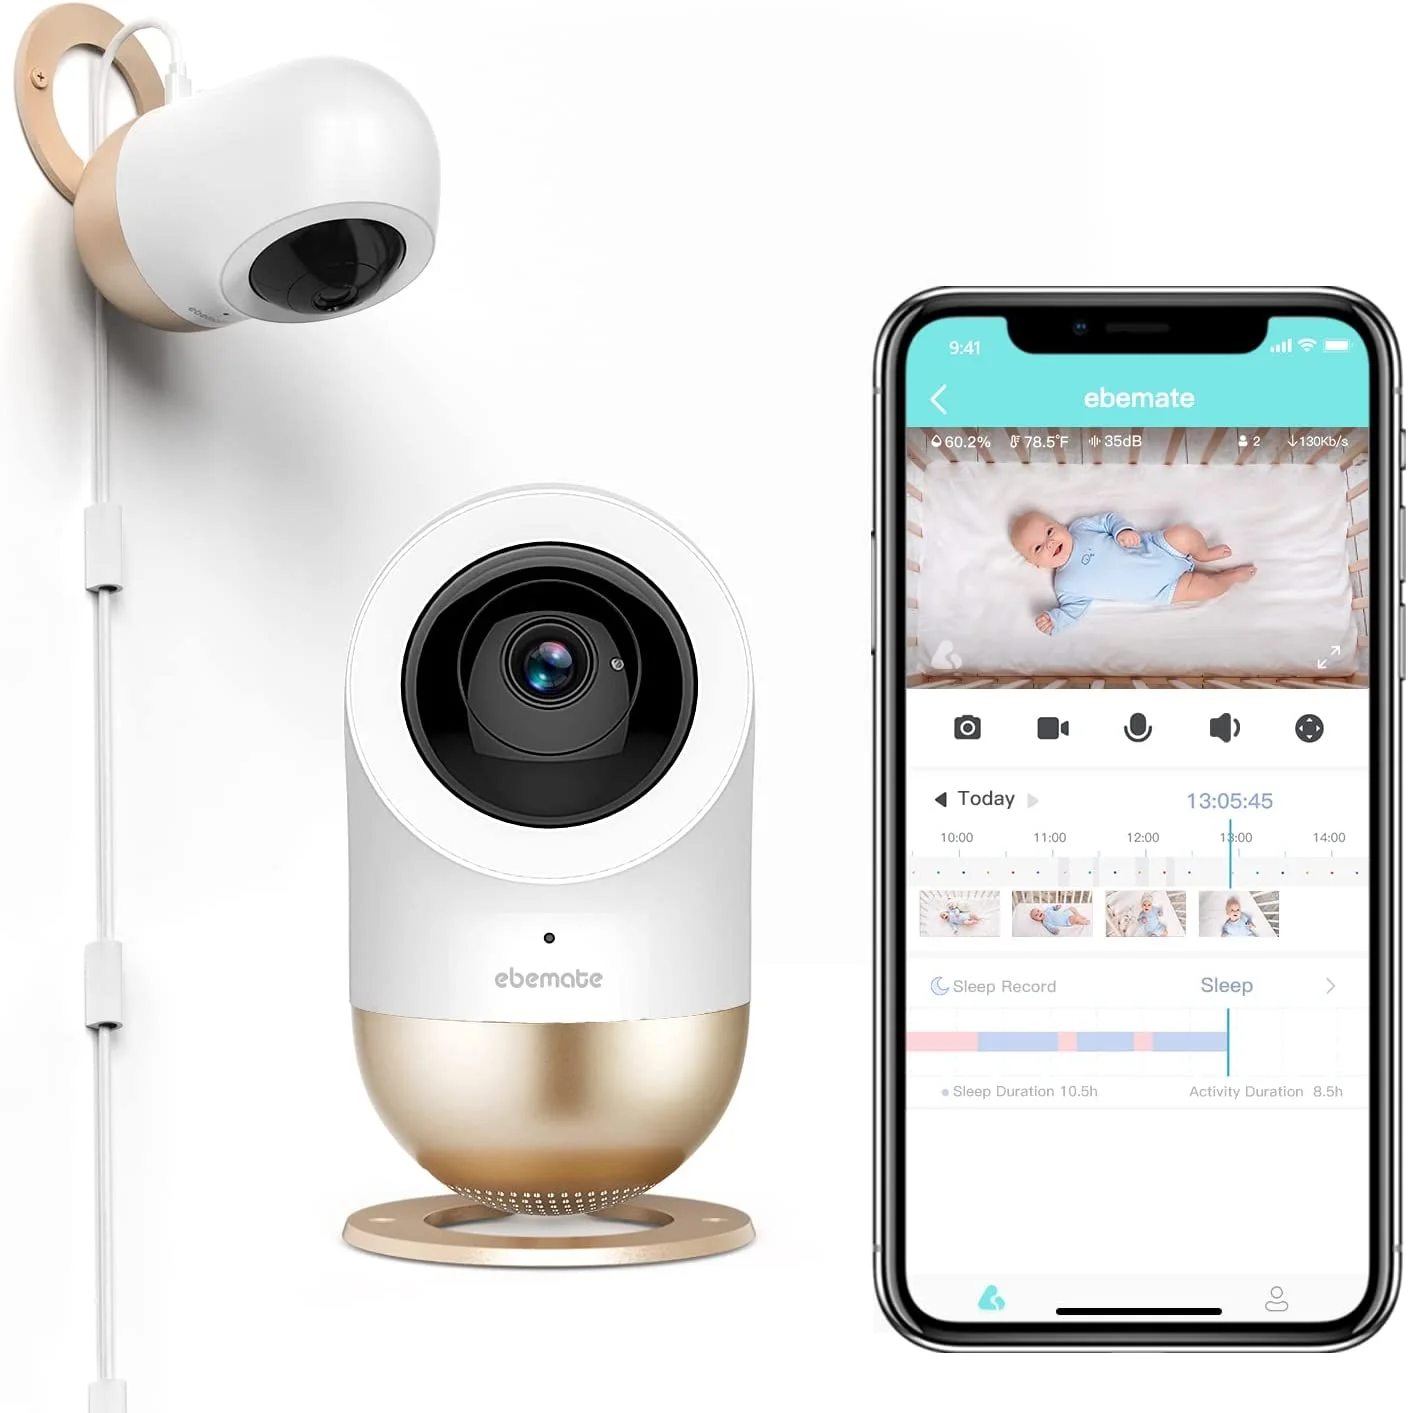 ebemate
9:41
ebemate
60.2% 78.5°F 35dB 2 ↓130Kb/s
Today 13:05:45
10:00 11:00 12:00 13:00 14:00
Sleep Record Sleep
Sleep Duration 10.5h Activity Duration 8.5h